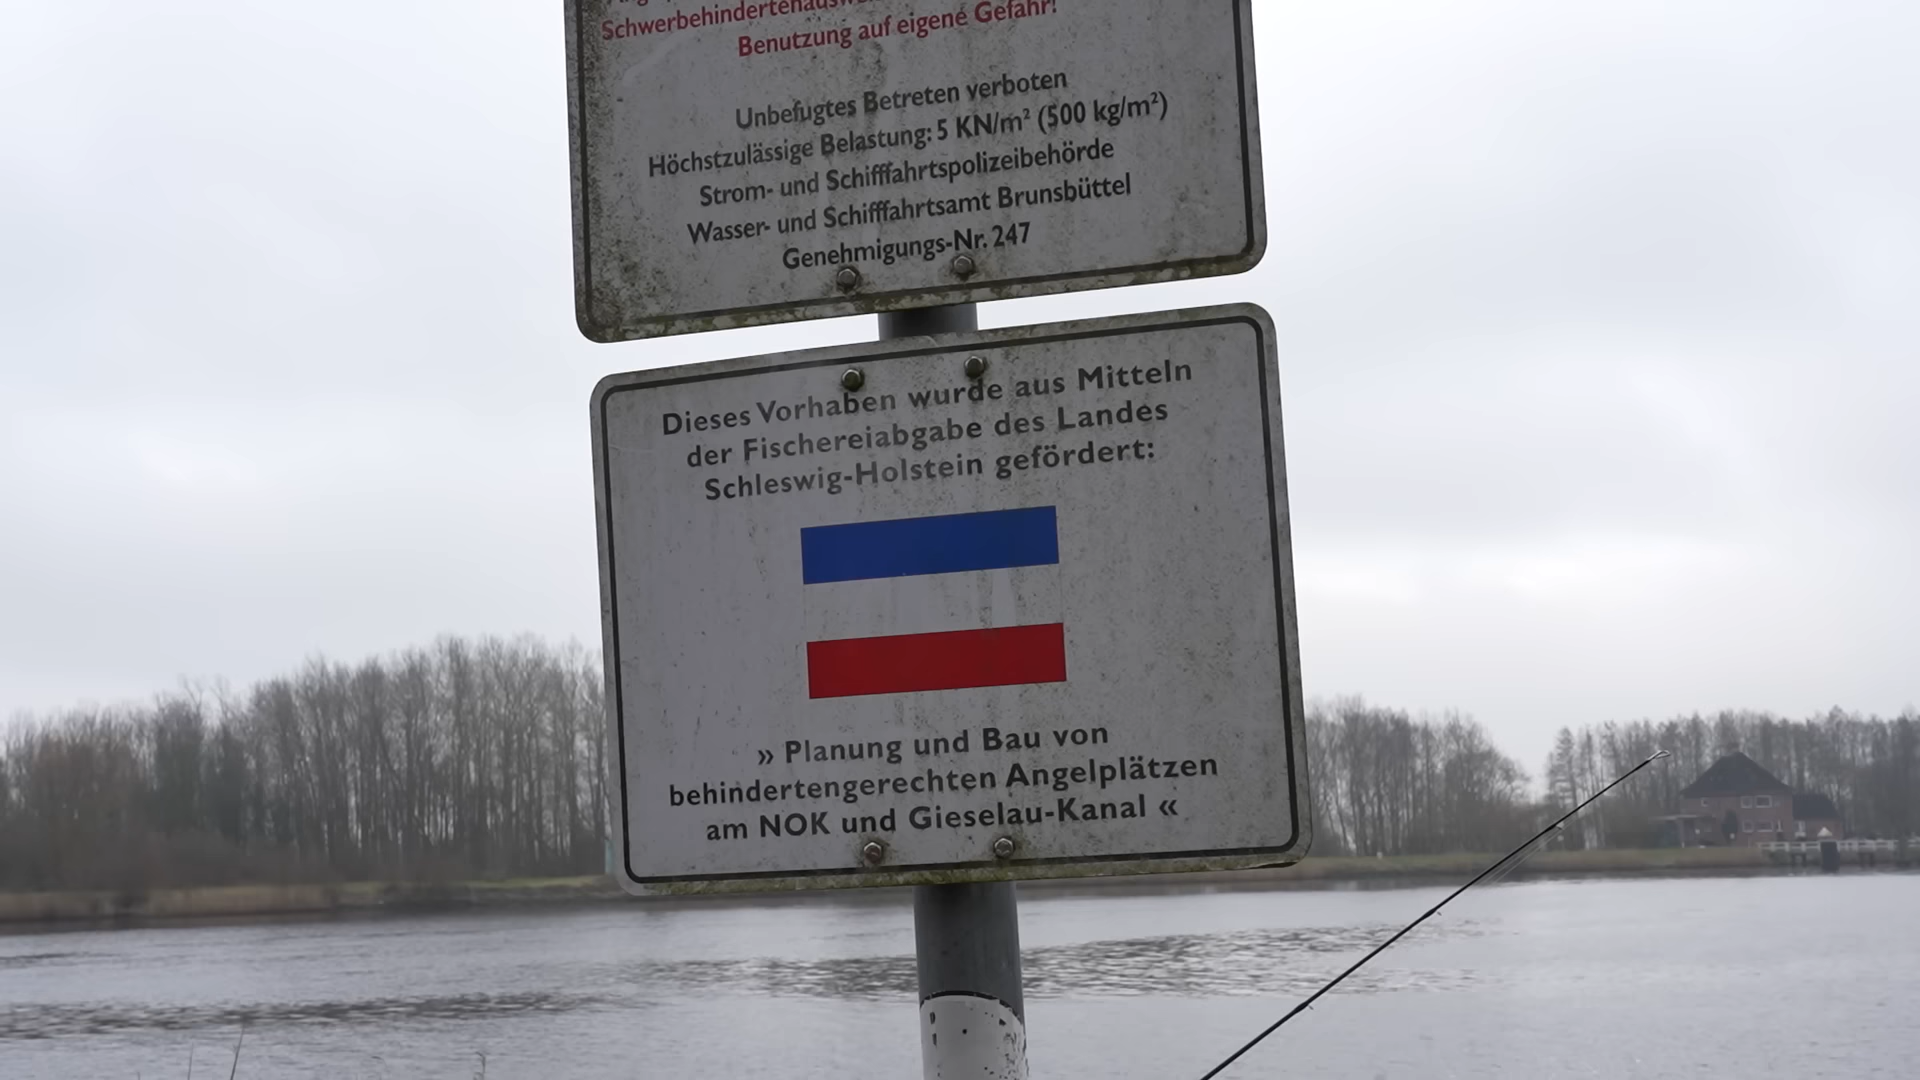 Schwerbehindertenausw
Benutzung auf eigene Gefahr!
Unbefugtes Betreten verboten
Höchstzulässige Belastung: 5 KN/m² (500 kg/m²)
Strom- und Schifffahrtspolizeibehörde
Wasser- und Schifffahrtsamt Brunsbüttel
Genehmigungs-Nr. 247
Dieses Vorhaben wurde aus Mitteln
der Fischereiabgabe des Landes
Schleswig-Holstein gefördert:
» Planung und Bau von
behindertengerechten Angelplätzen
am NOK und Gieselau-Kanal «